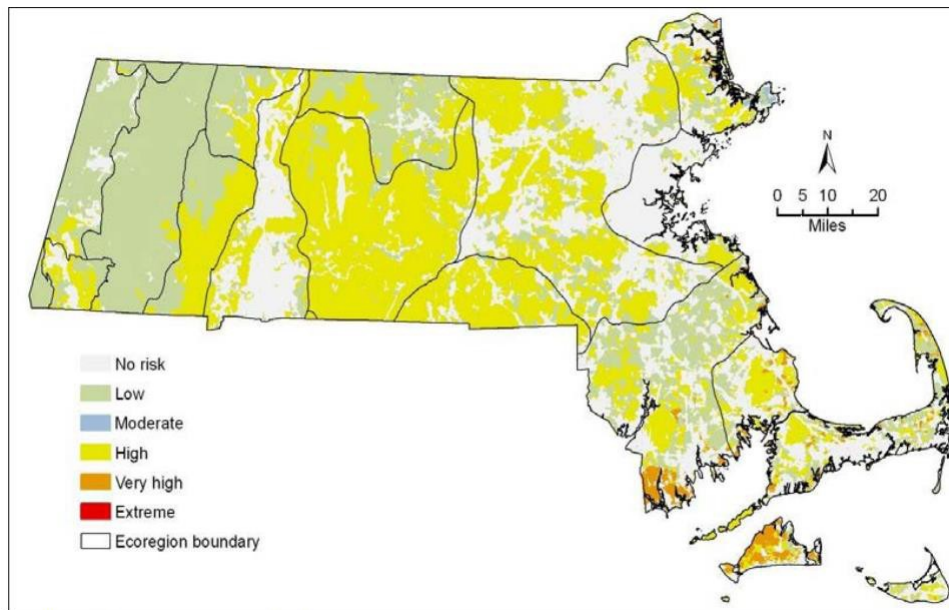 N
0 5 10 20
Miles
No risk
Low
Moderate
High
Very high
Extreme
Ecoregion boundary